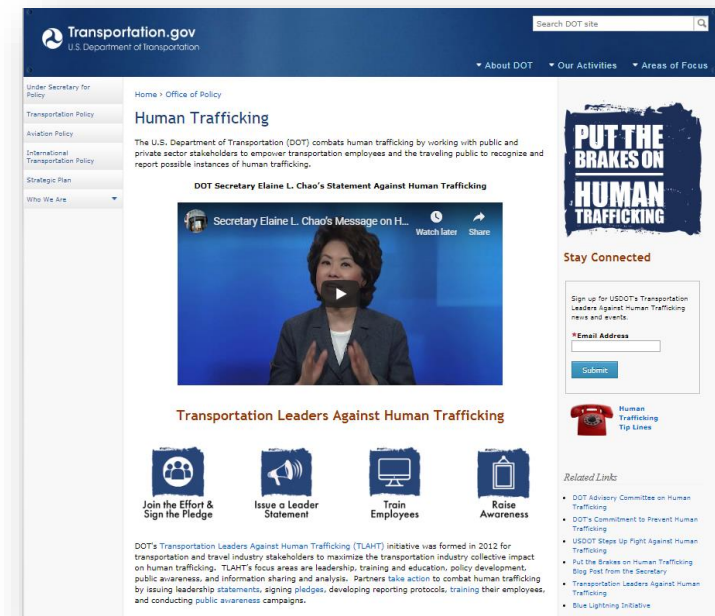 Transportation.gov
U.S. Department of Transportation
Search DOT site
About DOT
Our Activities
Areas of Focus
Under Secretary for
Policy
Transportation Policy
Aviation Policy
International
Transportation Policy
Strategic Plan
Who We Are
Home › Office of Policy
Human Trafficking
The U.S. Department of Transportation (DOT) combats human trafficking by working with public and
private sector stakeholders to empower transportation employees and the traveling public to recognize and
report possible instances of human trafficking.
DOT Secretary Elaine L. Chao's Statement Against Human Trafficking
Secretary Elaine L. Chao's Message on H...
Watch later
Share
Transportation Leaders Against Human Trafficking
Join the Effort &
Sign the Pledge
Issue a Leader
Statement
Train
Employees
Raise
Awareness
DOT's Transportation Leaders Against Human Trafficking (TLAHT) initiative was formed in 2012 for
transportation and travel industry stakeholders to maximize the transportation industry collective impact
on human trafficking. TLAHT's focus areas are leadership, training and education, policy development,
public awareness, and information sharing and analysis. Partners take action to combat human trafficking
by issuing leadership statements, signing pledges, developing reporting protocols, training their employees,
and conducting public awareness campaigns.
PUT THE
BRAKES ON
HUMAN
TRAFFICKING
Stay Connected
Sign up for USDOT's Transportation
Leaders Against Human Trafficking
news and events:
*Email Address
Submit
Human
Trafficking
Tip Lines
Related Links
DOT Advisory Committee on Human
Trafficking
DOT's Commitment to Prevent Human
Trafficking
USDOT Steps Up Fight Against Human
Trafficking
Put the Brakes on Human Trafficking
Blog Post from the Secretary
Transportation Leaders Against Human
Trafficking
Blue Lightning Initiative